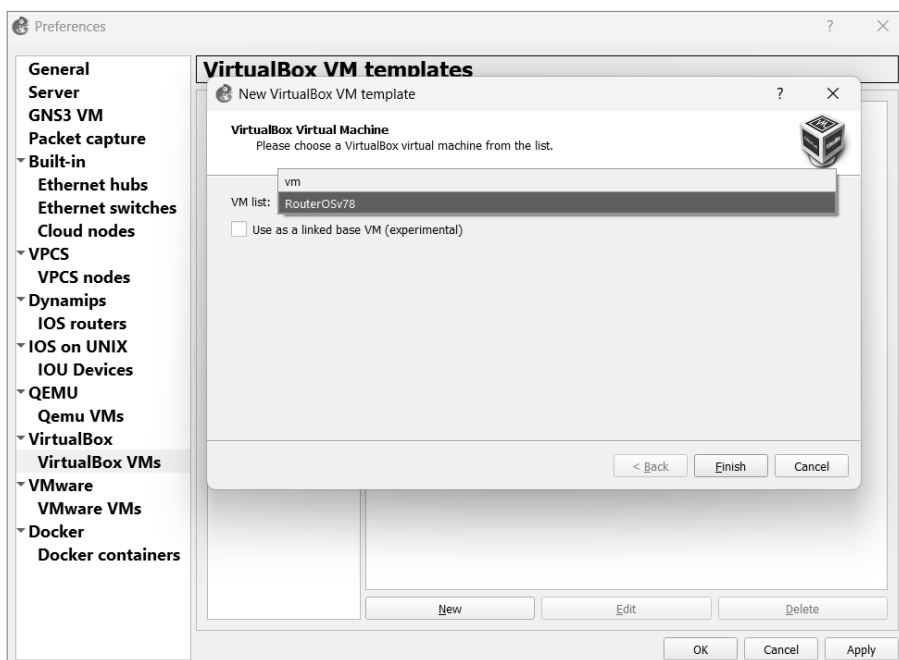 Preferences
?
General
Server
GNS3 VM
Packet capture
Built-in
Ethernet hubs
Ethernet switches
Cloud nodes
VPCS
VPCS nodes
Dynamips
IOS routers
IOS on UNIX
IOU Devices
QEMU
Qemu VMs
VirtualBox
VirtualBox VMs
VMware
VMware VMs
Docker
Docker containers
VirtualBox VM templates
New VirtualBox VM template
?
VirtualBox Virtual Machine
Please choose a VirtualBox virtual machine from the list.
vm
VM list: RouterOSv78
Use as a linked base VM (experimental)
< Back Finish Cancel
New Edit Delete
OK Cancel Apply